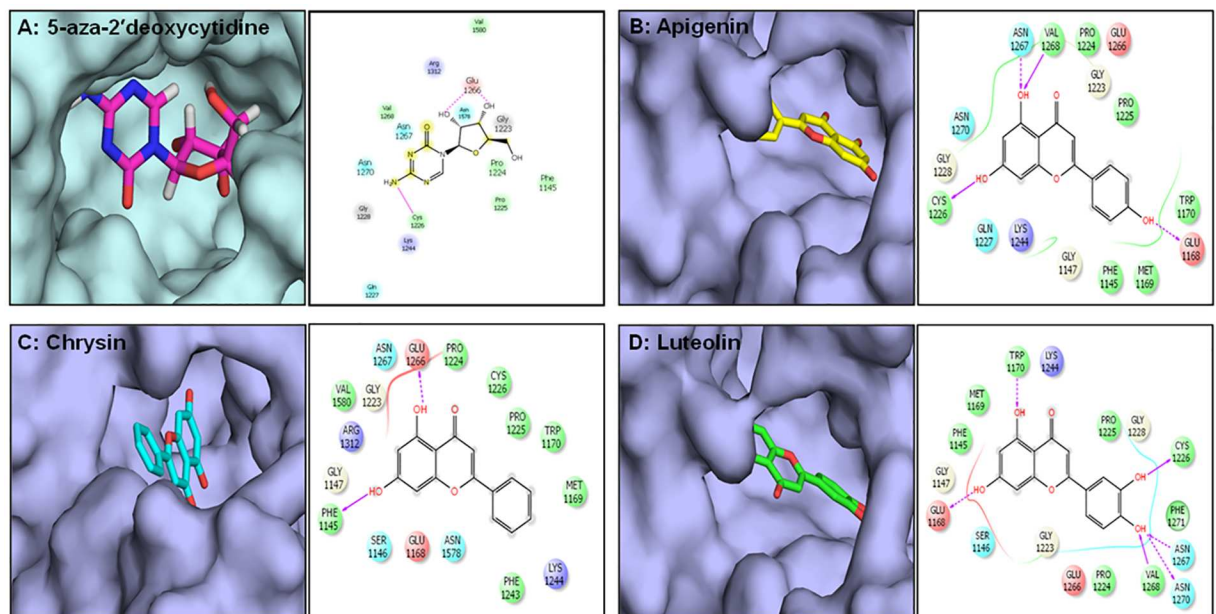 A: 5-aza-2'deoxycytidine
Val
1580
Arg
1312
Glu
1266
Val
1268
Asn
1267
HO
Asn
1578
OH
Gly
1223
O
Asn
1270
N
N
O
OH
Pro
1224
Phe
1145
H₂N
N
Pro
1225
Gly
1228
Cys
1226
Lys
1244
Gln
1227
B: Apigenin
ASN
1267
VAL
1268
PRO
1224
GLU
1266
GLY
1223
PRO
1225
OH
O
ASN
1270
GLY
1228
HO
O
CYS
1226
TRP
1170
OH
GLN
1227
LYS
1244
GLU
1168
GLY
1147
PHE
1145
MET
1169
C: Chrysin
ASN
1267
GLU
1266
PRO
1224
CYS
1226
VAL
1580
GLY
1223
OH
O
PRO
1225
TRP
1170
ARG
1312
GLY
1147
HO
O
MET
1169
PHE
1145
SER
1146
GLU
1168
ASN
1578
LYS
1244
PHE
1243
D: Luteolin
TRP
1170
LYS
1244
MET
1169
OH
O
PRO
1225
GLY
1228
PHE
1145
CYS
1226
GLY
1147
HO
O
OH
GLU
1168
PHE
1271
OH
SER
1146
GLY
1223
ASN
1267
GLU
1266
PRO
1224
VAL
1268
ASN
1270